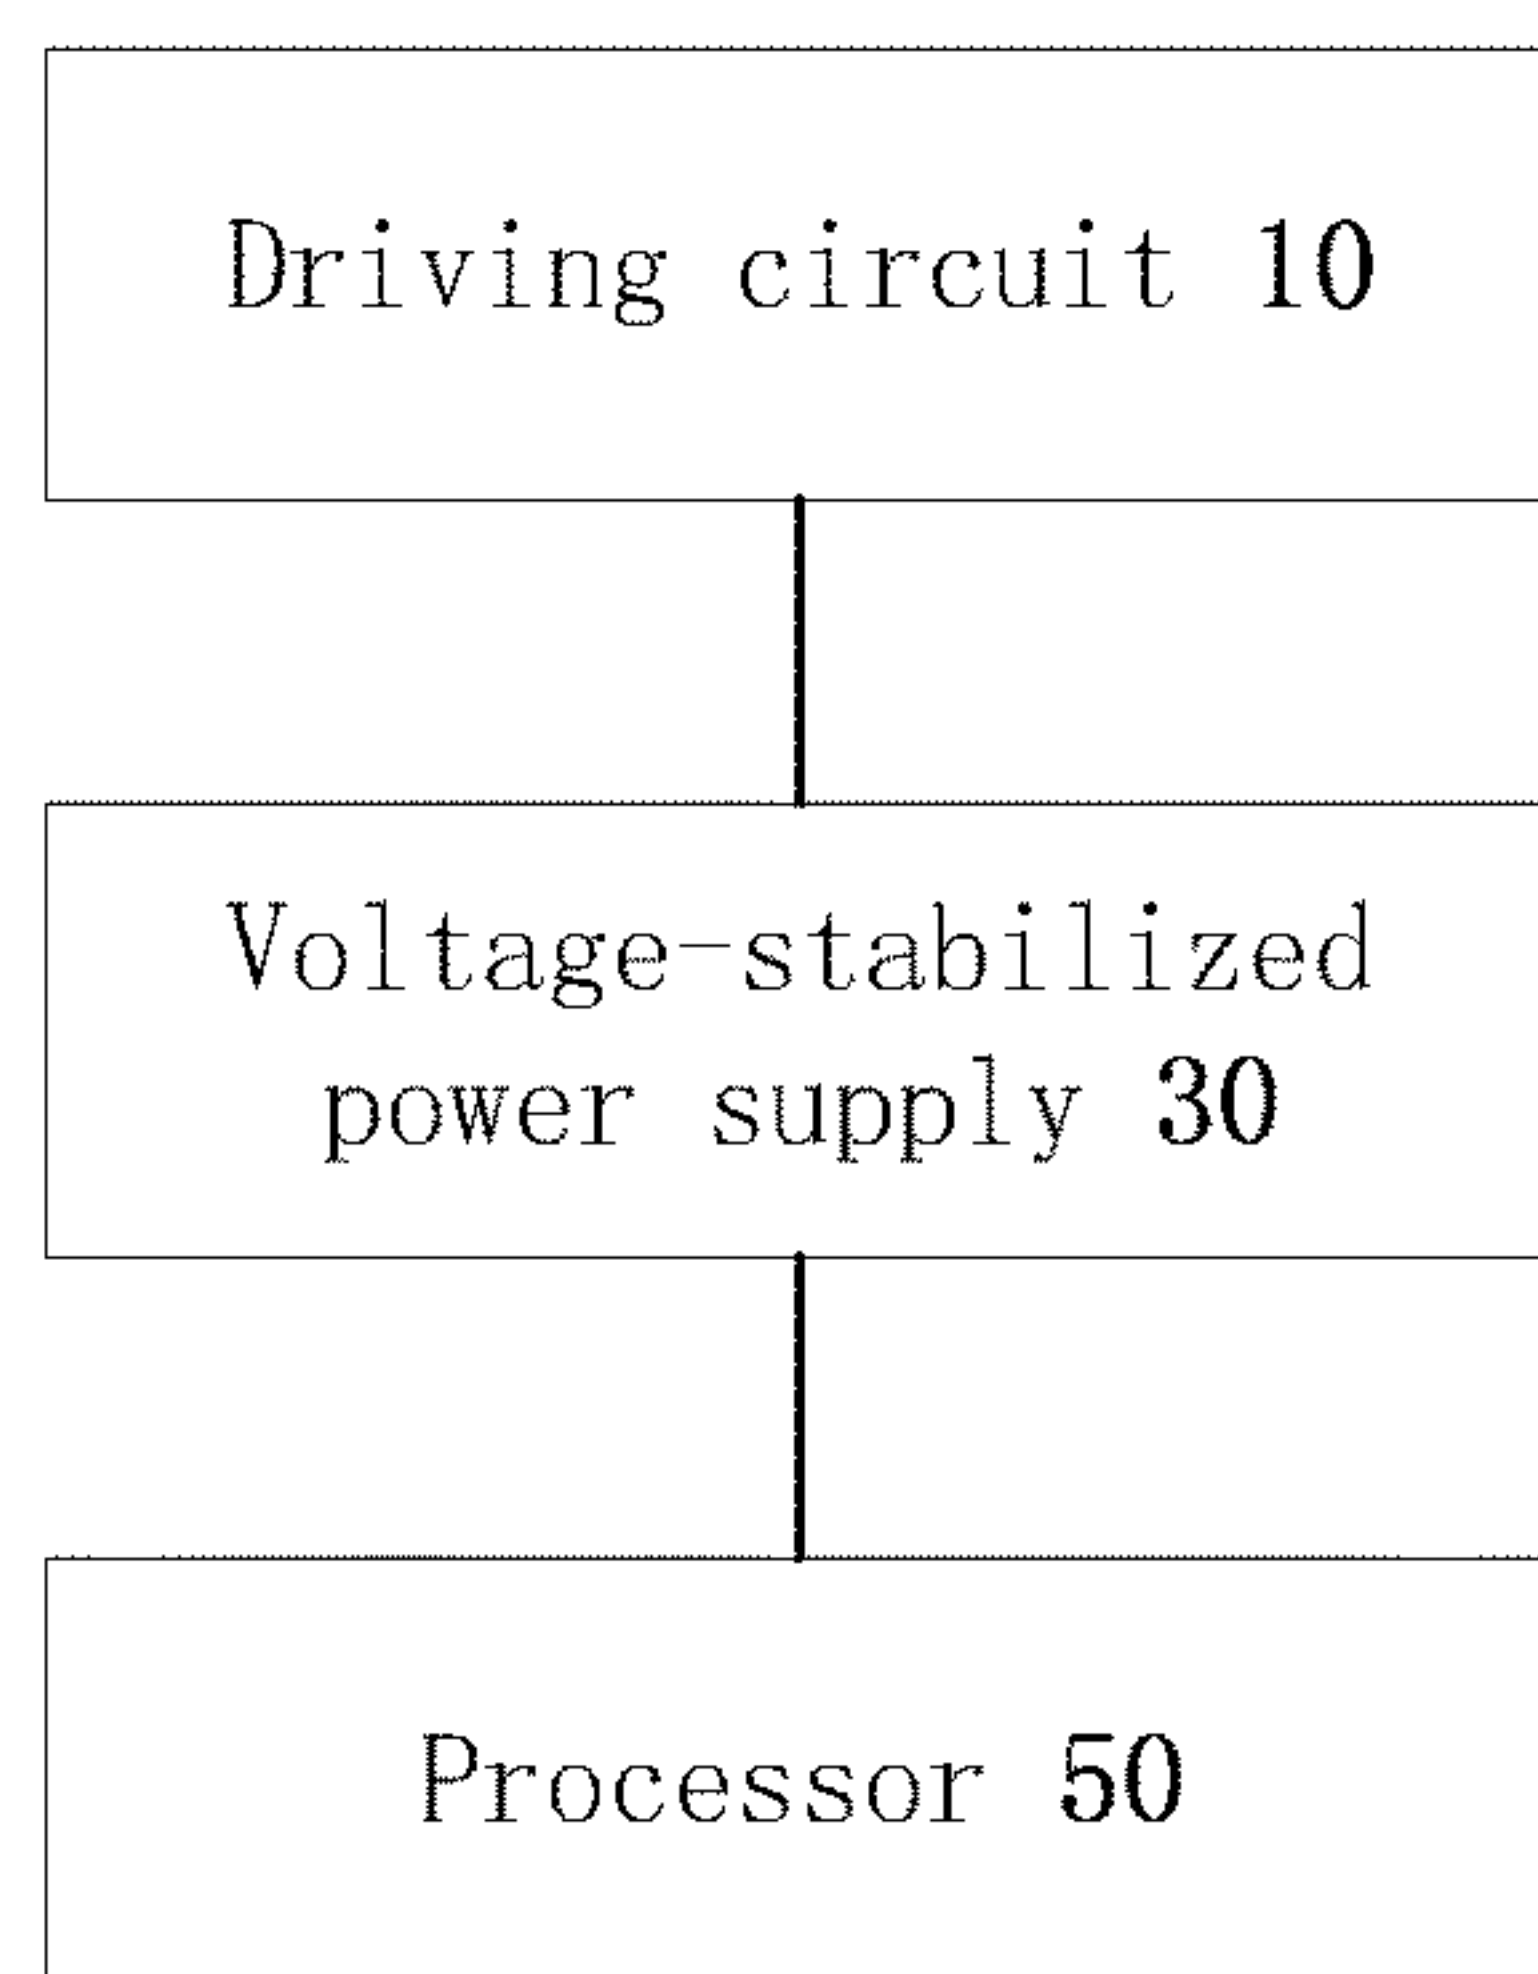 Driving circuit 10
Voltage-stabilized
power supply 30
Processor 50